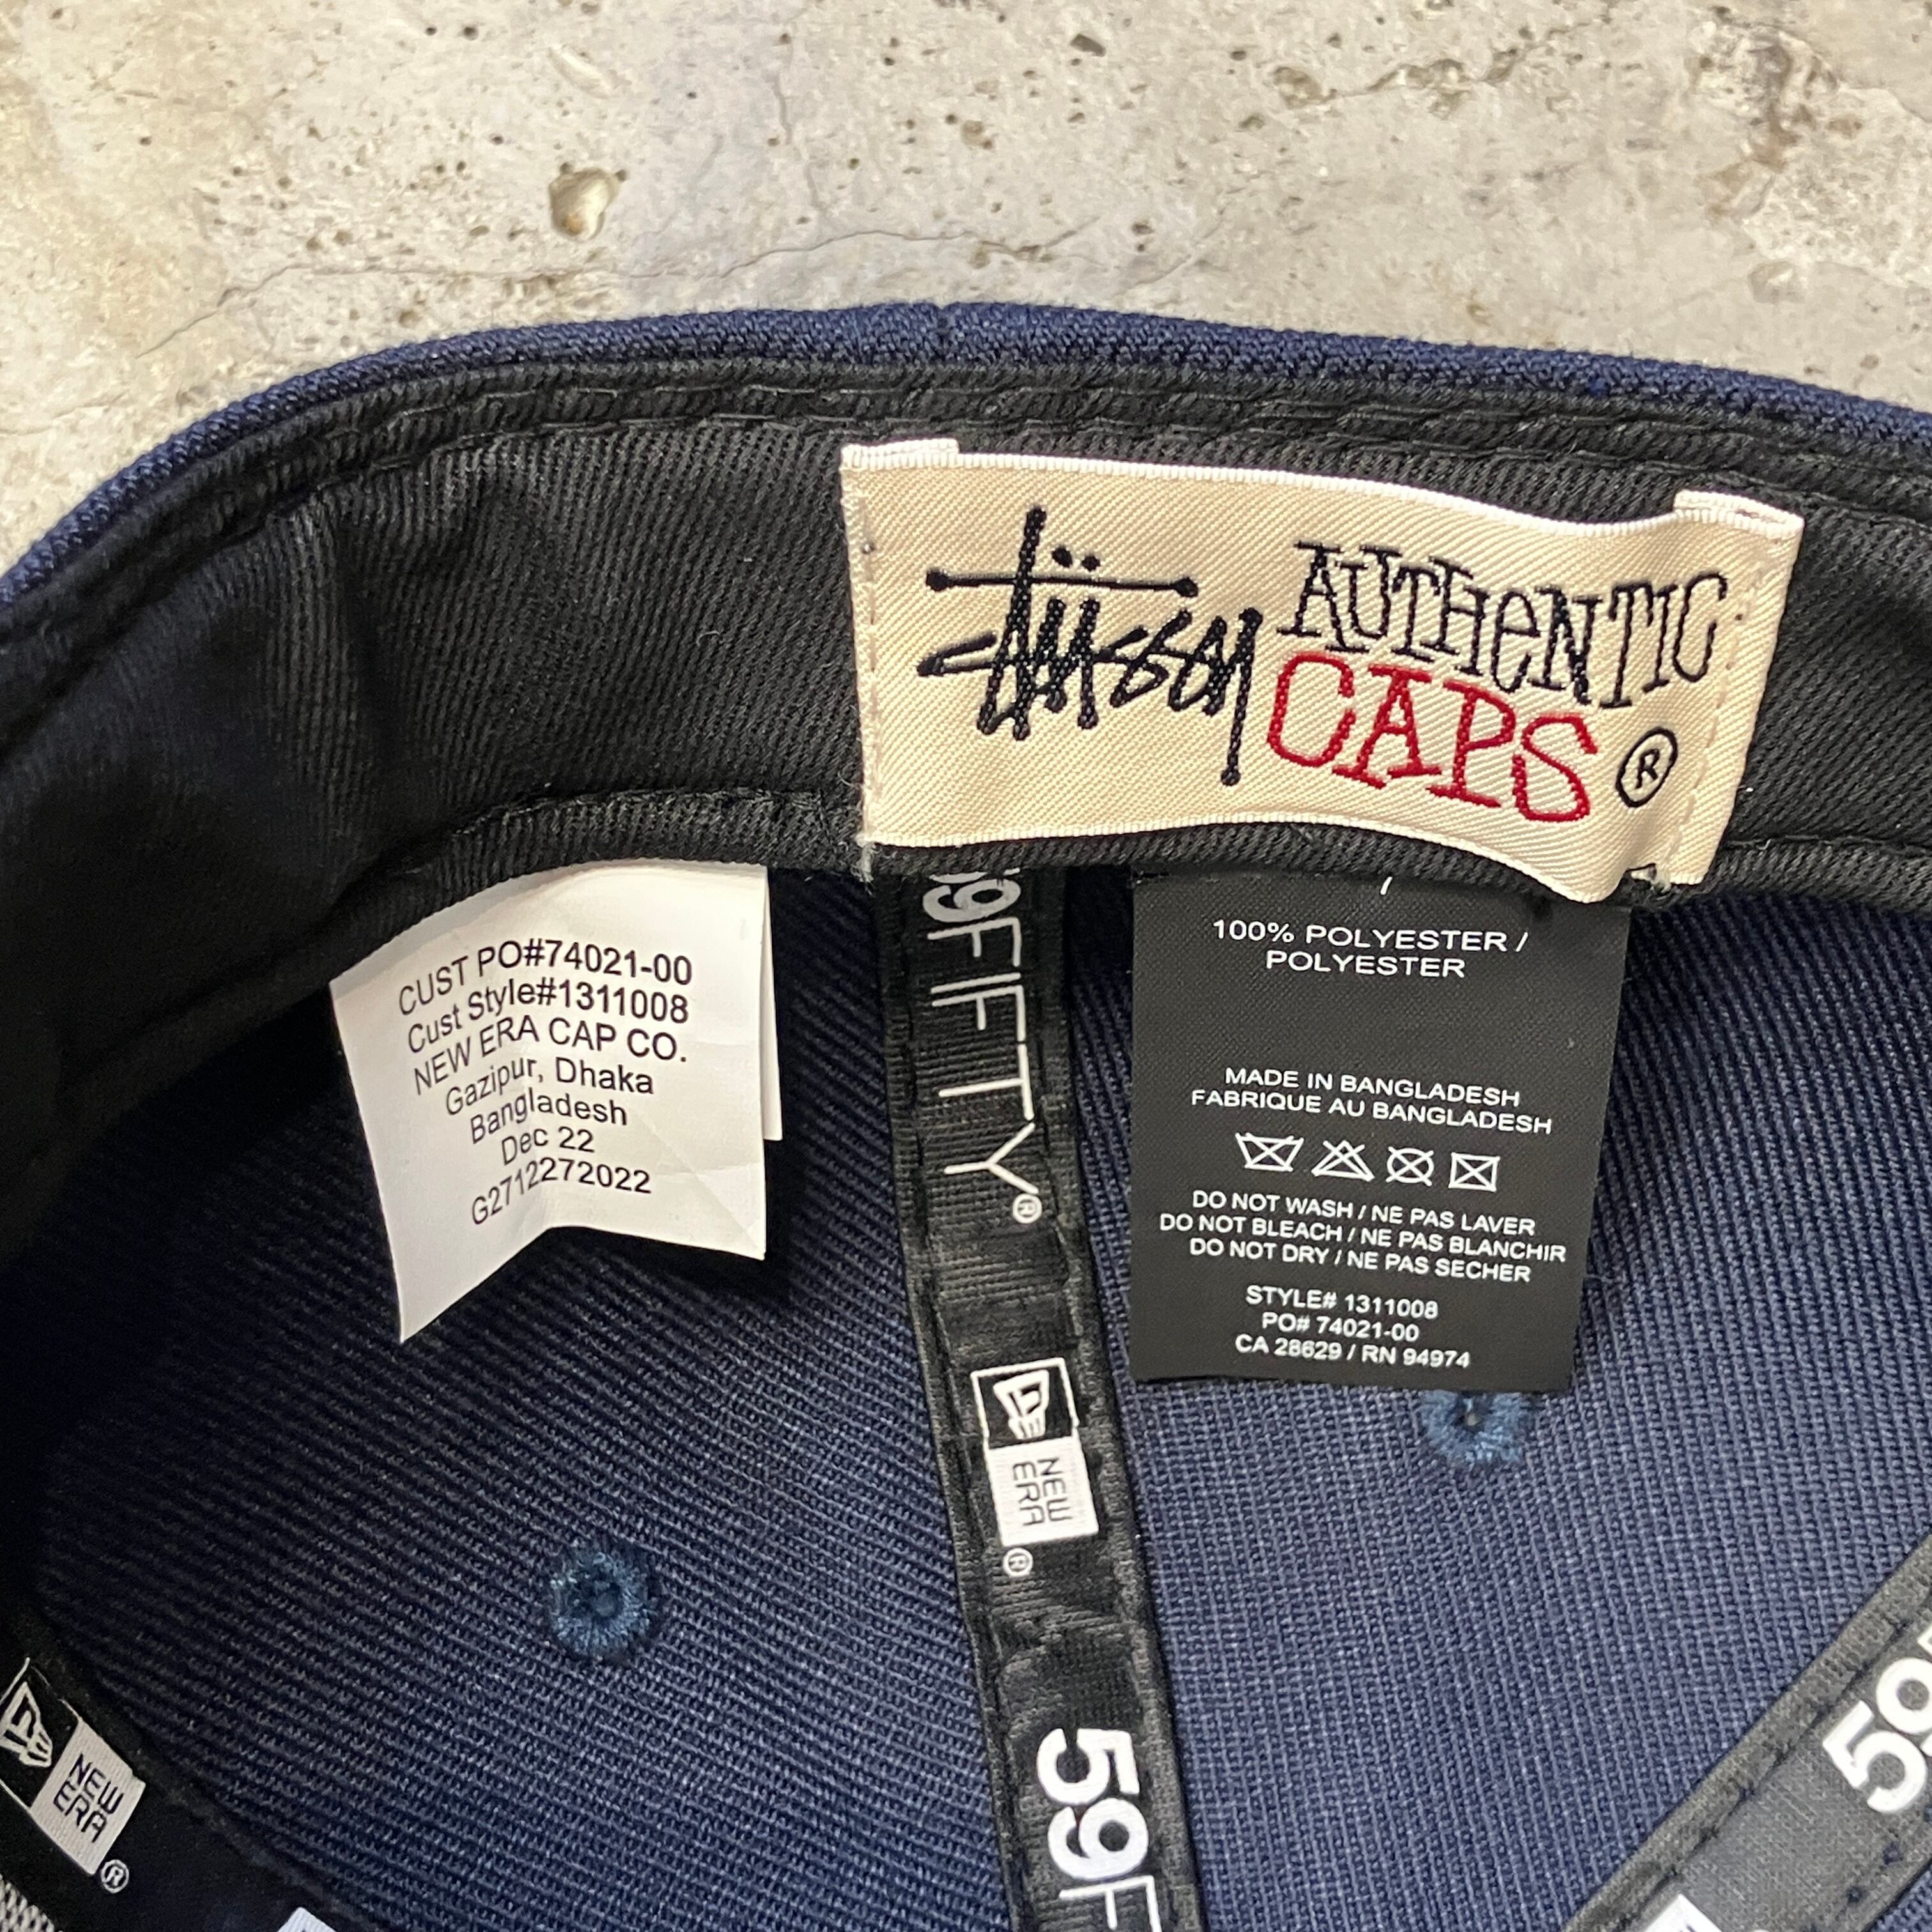 Stüssy AUTHENTIC
CAPS ®
CUST PO#74021-00
Cust Style#1311008
NEW ERA CAP CO.
Gazipur, Dhaka
Bangladesh
Dec 22
G2712272022
59FIFTY®
NEW
ERA
®
59F
100% POLYESTER /
POLYESTER
MADE IN BANGLADESH
FABRIQUE AU BANGLADESH
DO NOT WASH / NE PAS LAVER
DO NOT BLEACH / NE PAS BLANCHIR
DO NOT DRY / NE PAS SECHER
STYLE# 1311008
PO# 74021-00
CA 28629 / RN 94974
NEW
ERA
®
59